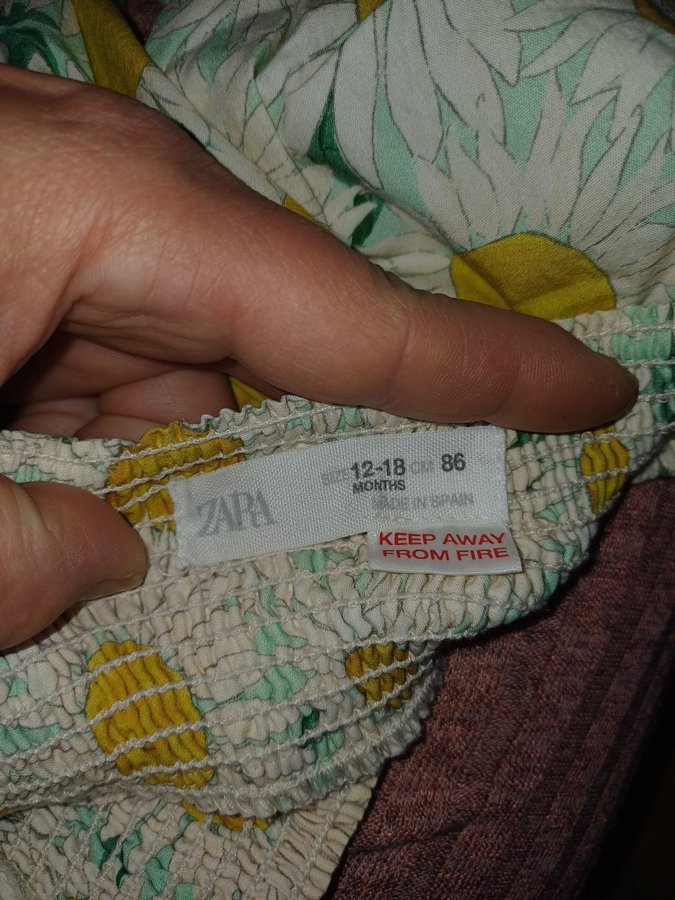 ZARA
SIZE 12-18 CM 86
MONTHS
MADE IN SPAIN
KEEP AWAY
FROM FIRE